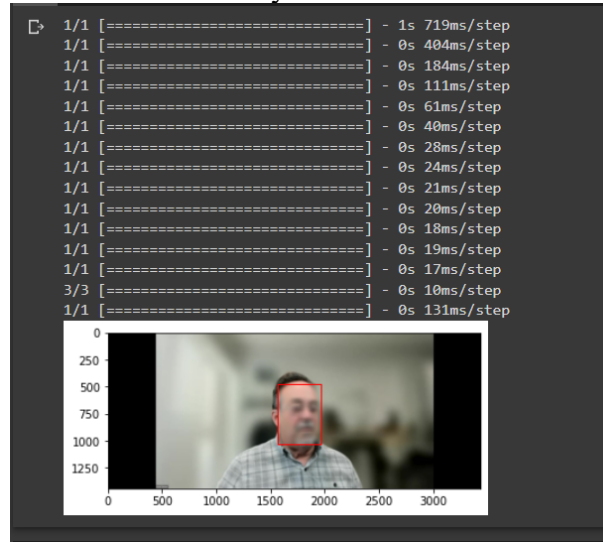 1/1 [==============================] - 1s 719ms/step
1/1 [==============================] - 0s 404ms/step
1/1 [==============================] - 0s 184ms/step
1/1 [==============================] - 0s 111ms/step
1/1 [==============================] - 0s 61ms/step
1/1 [==============================] - 0s 40ms/step
1/1 [==============================] - 0s 28ms/step
1/1 [==============================] - 0s 24ms/step
1/1 [==============================] - 0s 21ms/step
1/1 [==============================] - 0s 20ms/step
1/1 [==============================] - 0s 18ms/step
1/1 [==============================] - 0s 19ms/step
1/1 [==============================] - 0s 17ms/step
3/3 [==============================] - 0s 10ms/step
1/1 [==============================] - 0s 131ms/step
0
250
500
750
1000
1250
0 500 1000 1500 2000 2500 3000